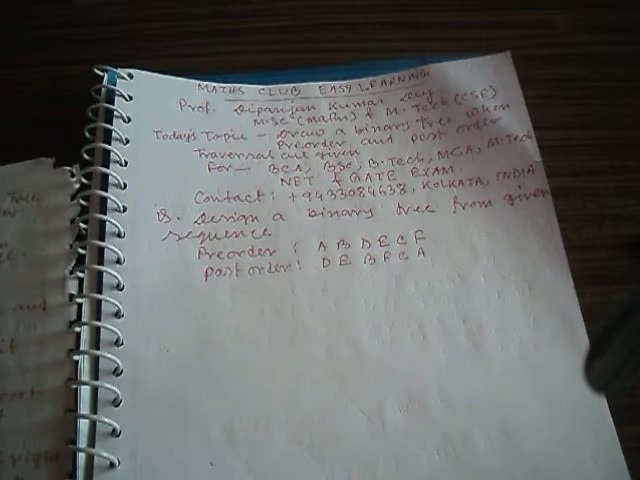 MATHS CLUB EASY LEARNING
Prof. Dipanjan Kumar Dey
M.Sc (Math) & M.Tech (CSE)
Today's Topic - Draw a binary tree when
Preorder and post order
Traversal are given
For - BCA, BSc, B.Tech, MCA, M.Tech
NET & GATE EXAM.
Contact: +9433084638, KOLKATA, INDIA
Q. Design a binary tree from given
sequence
Preorder : A B D E C F
Post order: D E B F C A